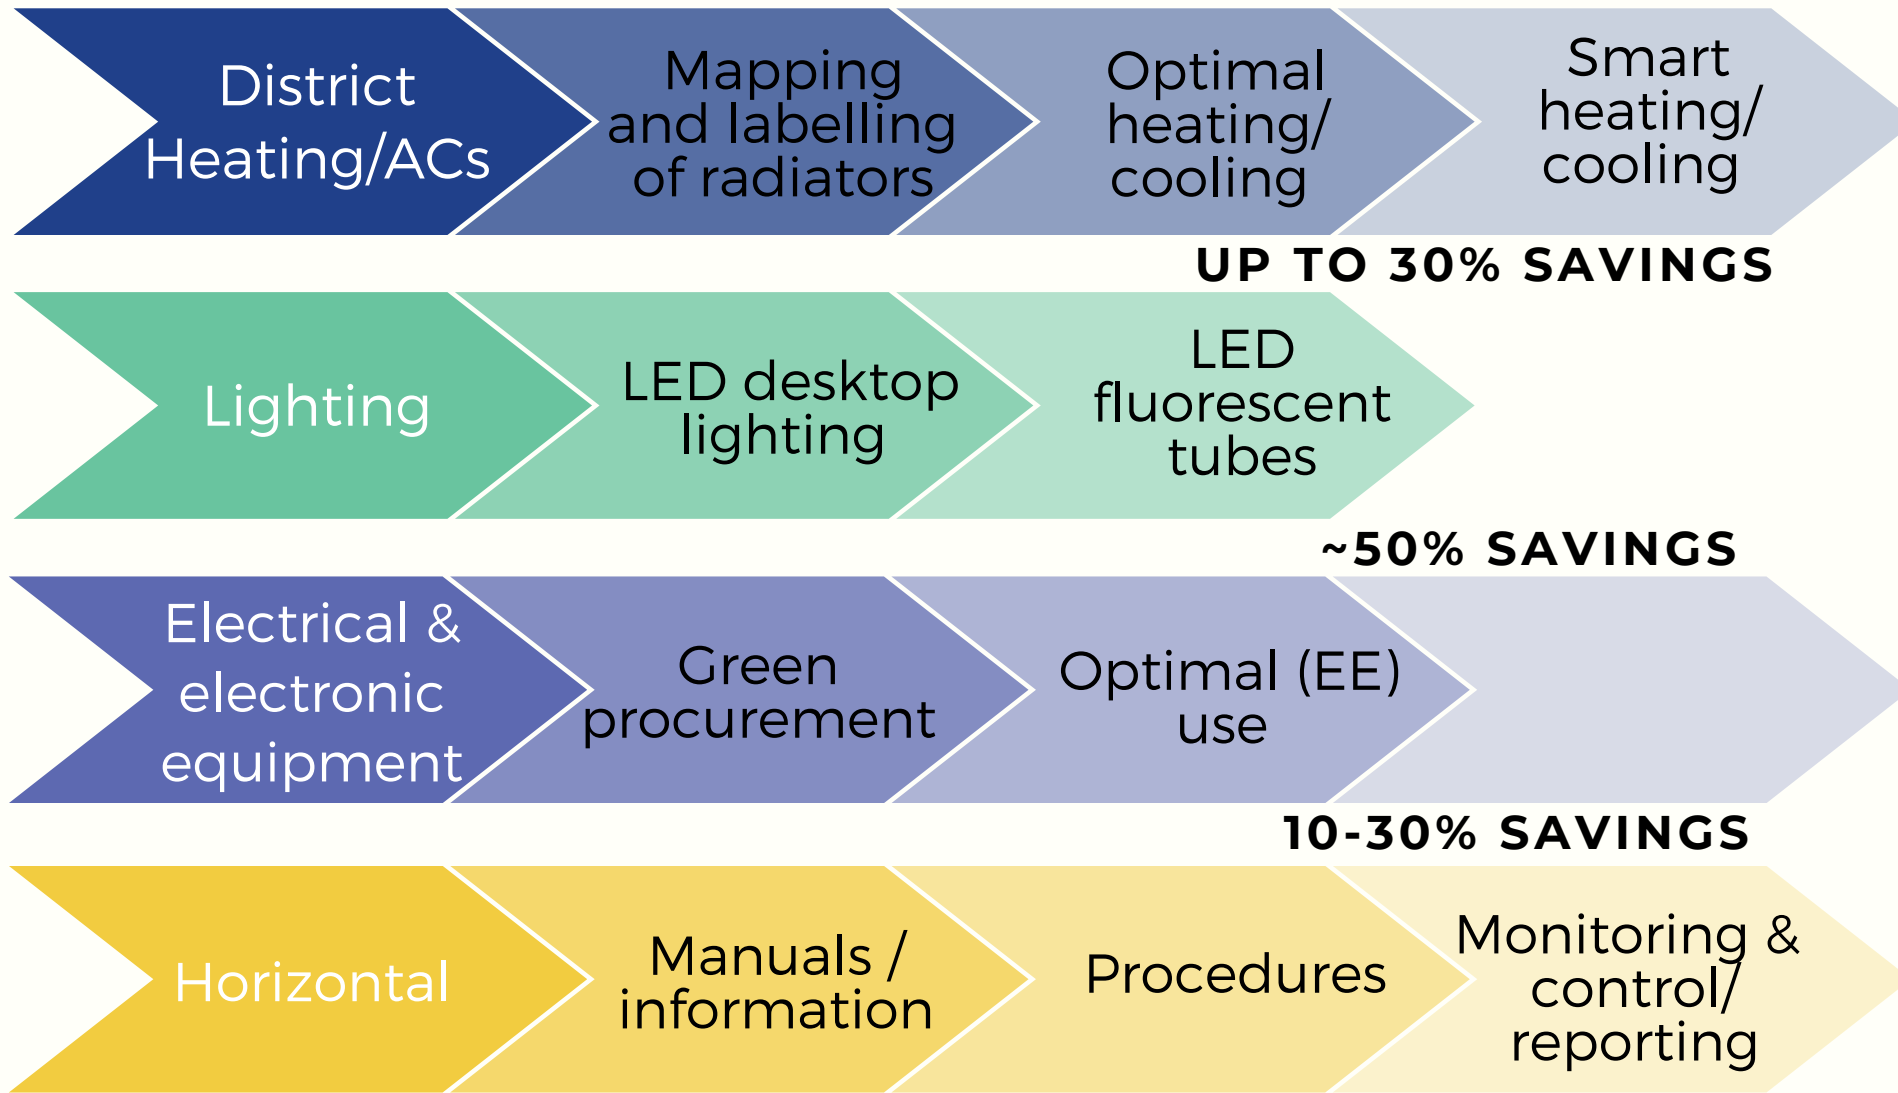 District
Heating/ACs
Mapping
and labelling
of radiators
Optimal
heating/
cooling
Smart
heating/
cooling
UP TO 30% SAVINGS
Lighting
LED desktop
lighting
LED
fluorescent
tubes
~50% SAVINGS
Electrical &
electronic
equipment
Green
procurement
Optimal (EE)
use
10-30% SAVINGS
Horizontal
Manuals /
information
Procedures
Monitoring &
control/
reporting